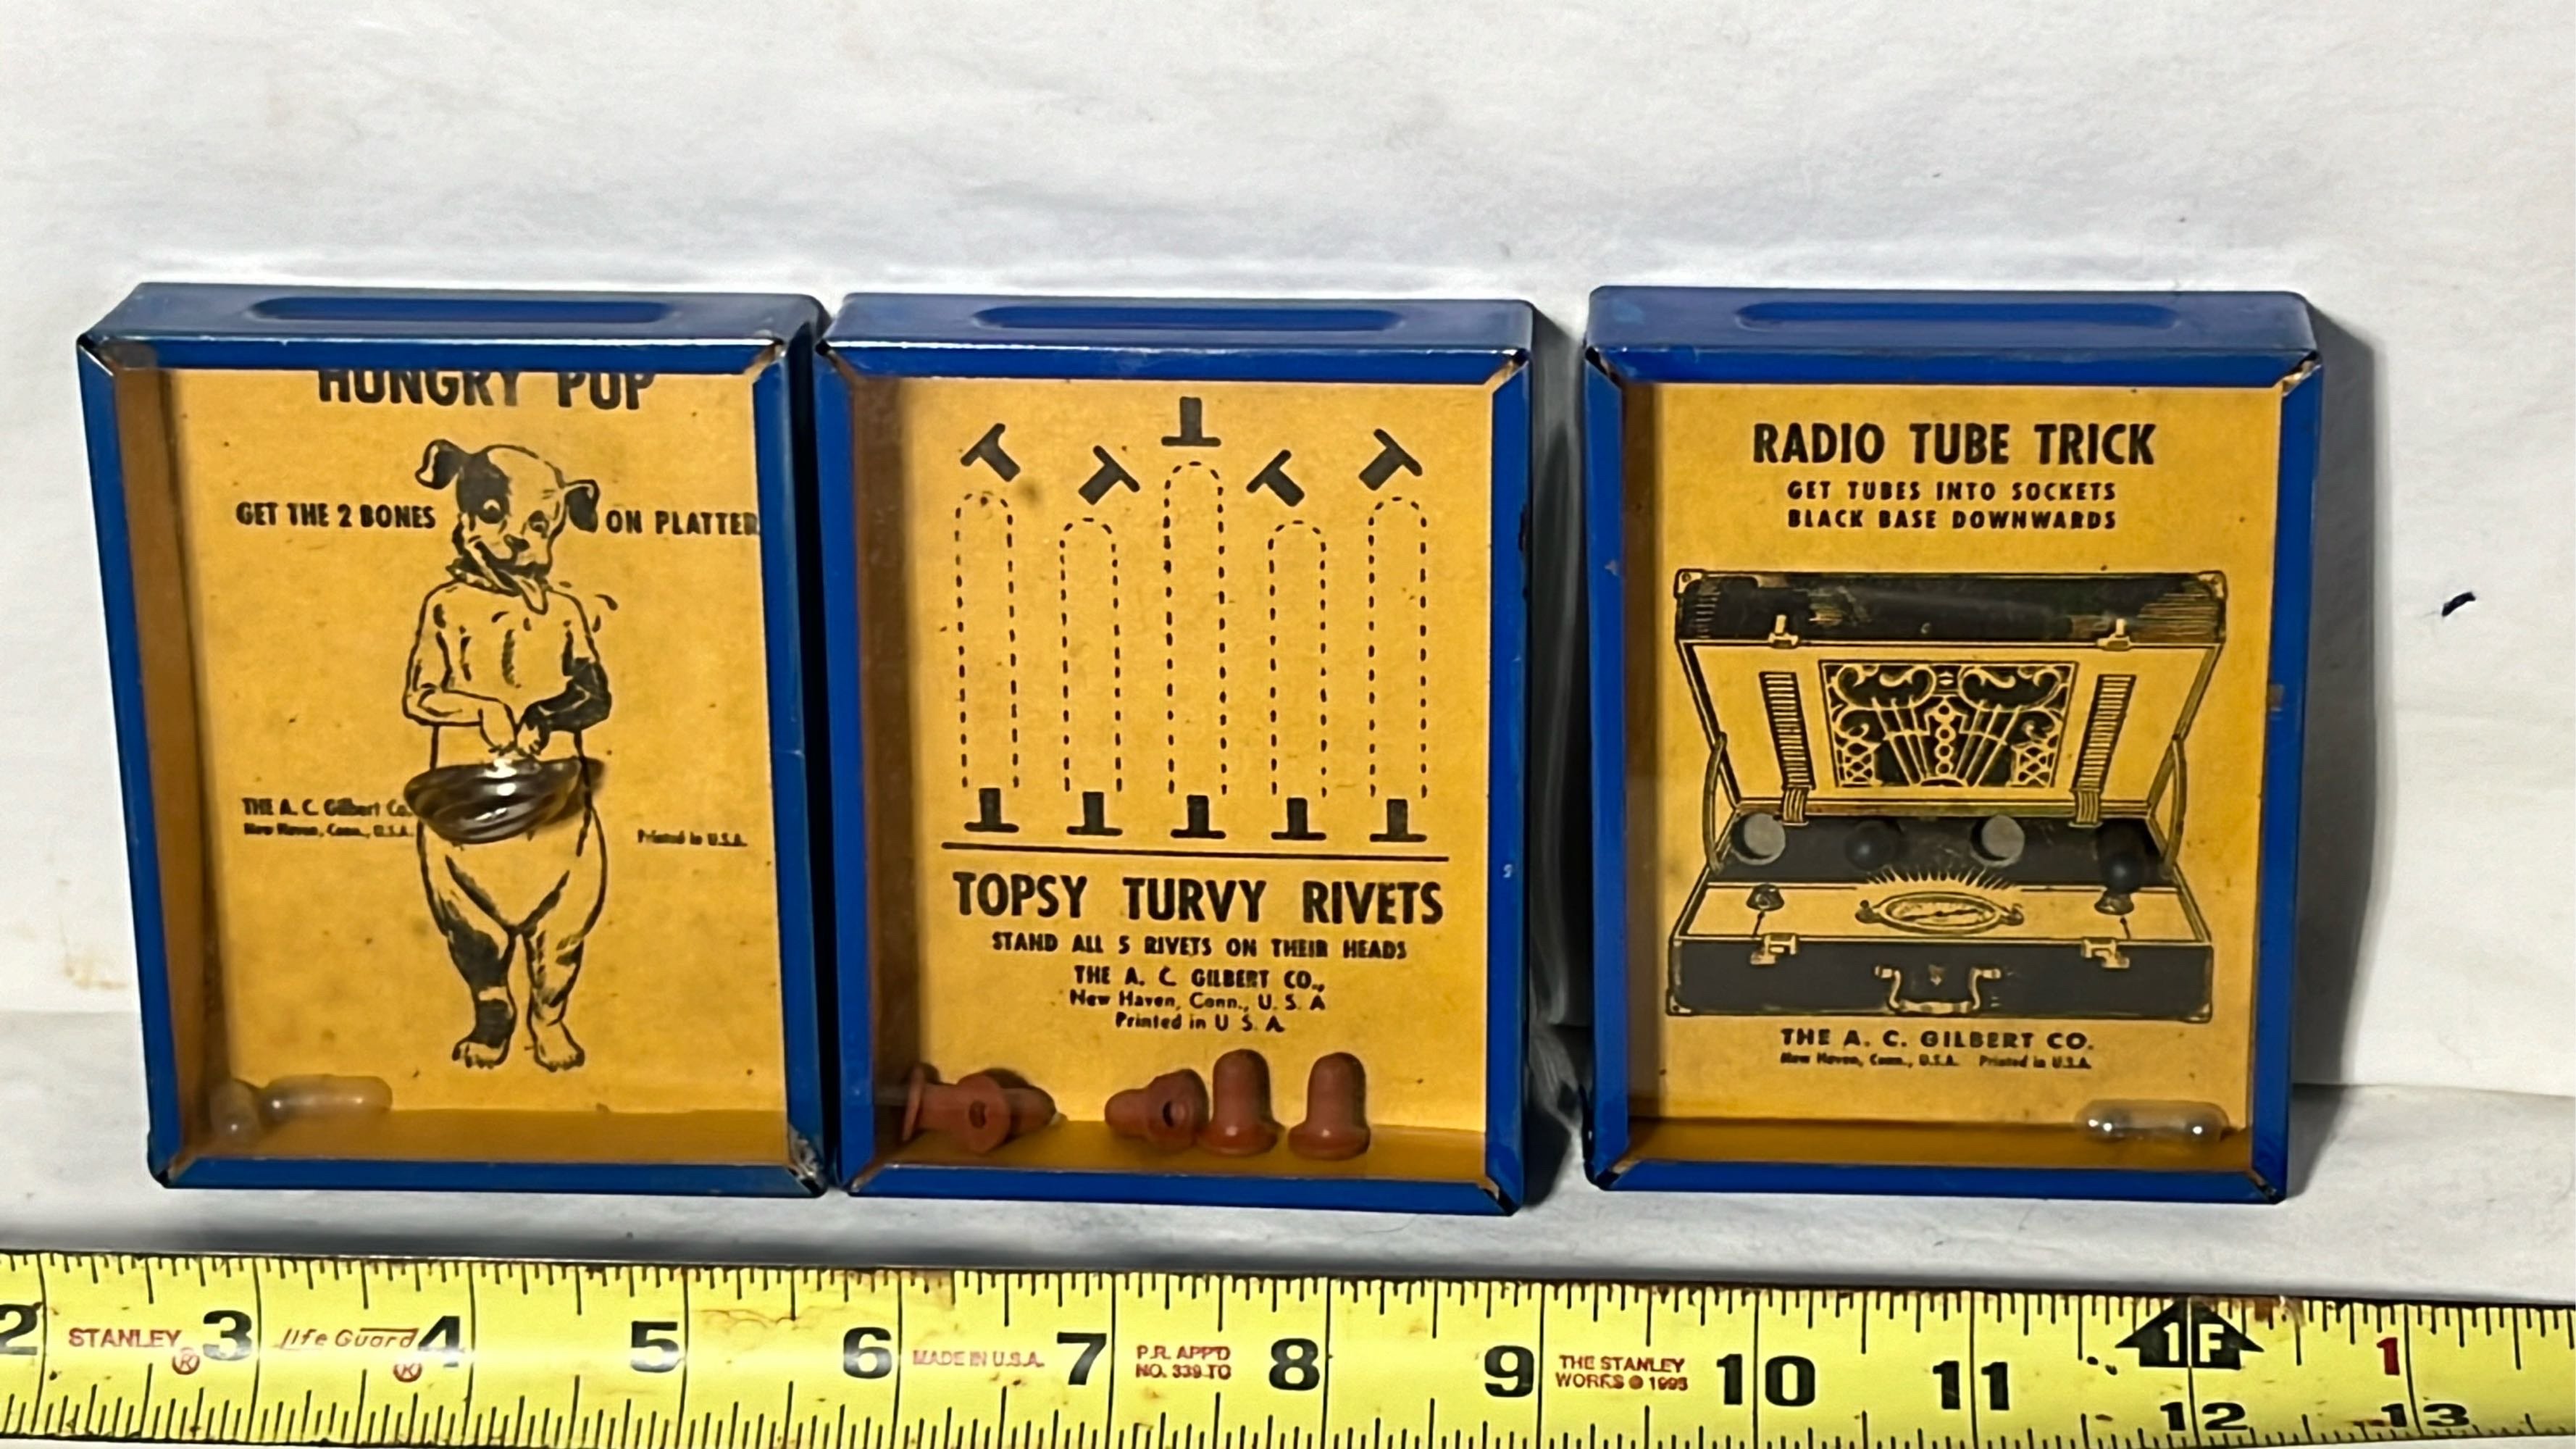 HUNGRY PUP
GET THE 2 BONES ON PLATTER
THE A. C. Gilbert Co.
New Haven, Conn., U.S.A.
Printed in U.S.A.
TOPSY TURVY RIVETS
STAND ALL 5 RIVETS ON THEIR HEADS
THE A. C. GILBERT CO.,
New Haven, Conn., U. S. A
Printed in U S. A.
RADIO TUBE TRICK
GET TUBES INTO SOCKETS
BLACK BASE DOWNWARDS
THE A. C. GILBERT CO.
New Haven, Conn., U.S.A. Printed in U.S.A.
2 STANLEY ® 3 life Guard ® 4 5 6 MADE IN U.S.A. 7 P.R. APP'D 8 9 THE STANLEY 10 11 1F 1
NO. 339 TO WORKS © 1995 12 13